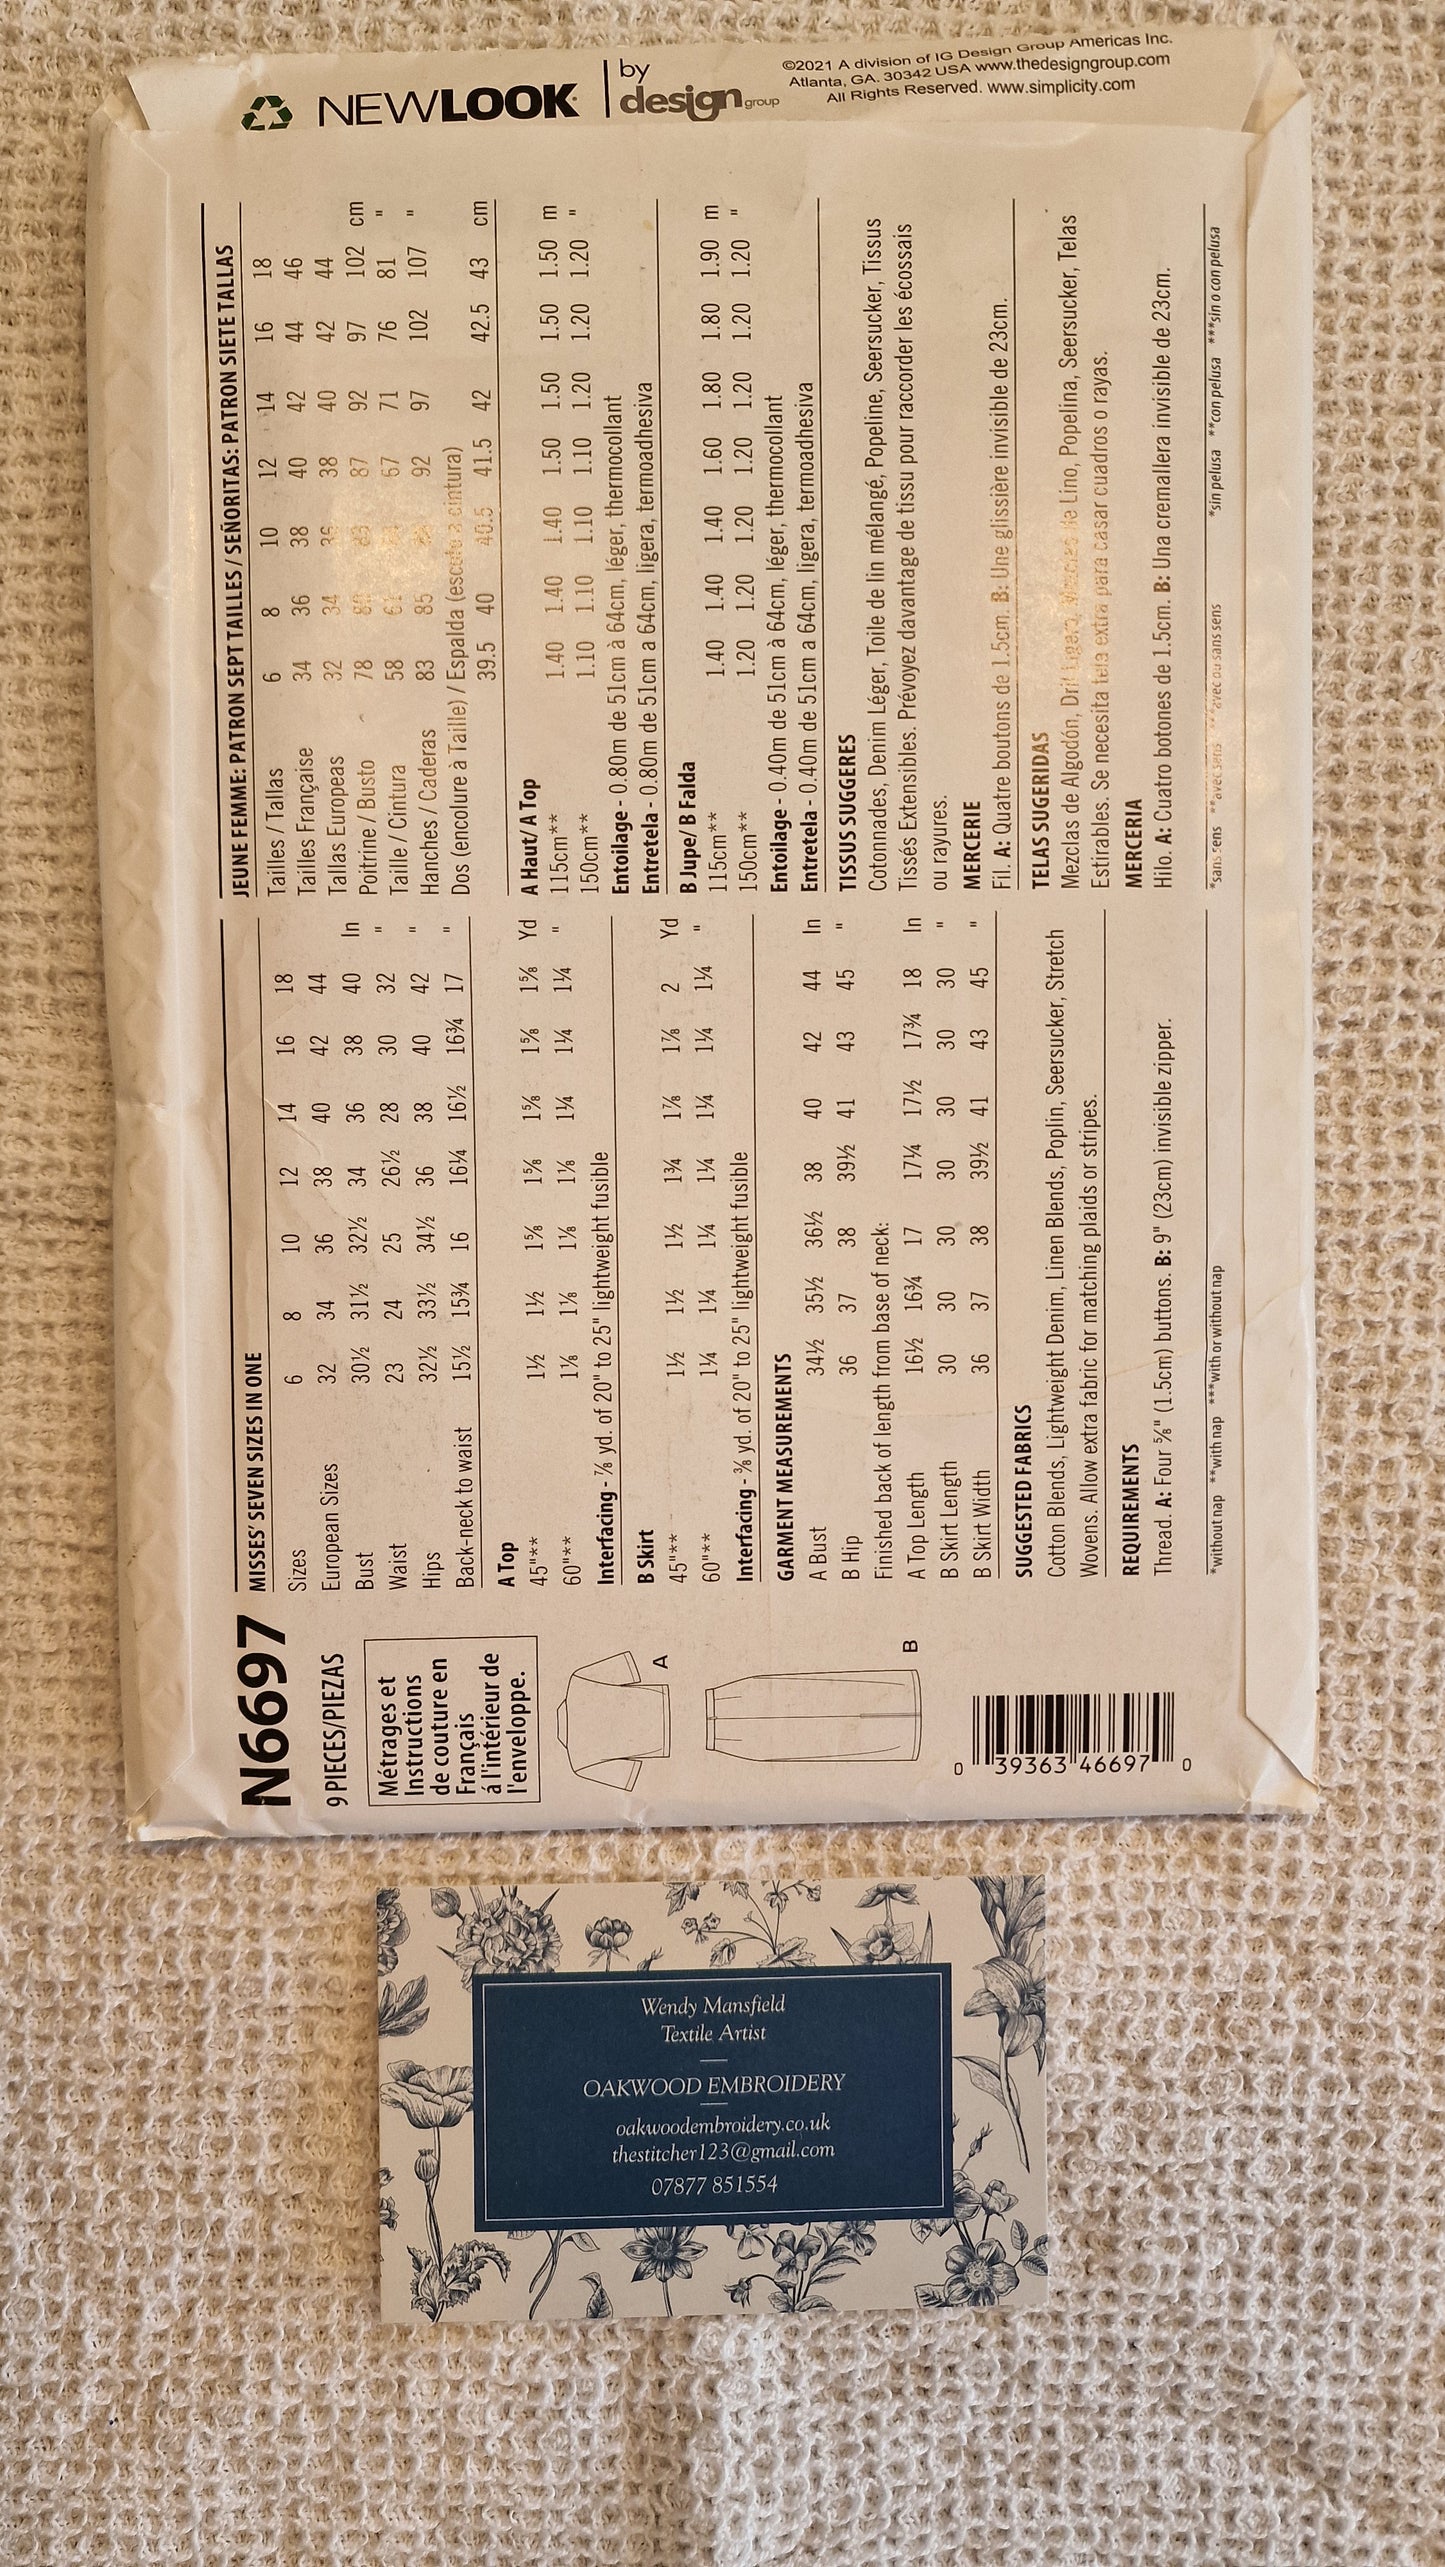 NEWLOOK by design group
©2021 A division of IG Design Group Americas Inc.
Atlanta, GA. 30342 USA www.thedesigngroup.com
All Rights Reserved. www.simplicity.com
N6697
9 PIECES/PIEZAS
Métrages et
Instructions
de couture en
Français
á l'intérieur de
l'enveloppe.
A
B
0 39363 46697 0
MISSES' SEVEN SIZES IN ONE
Sizes 6 8 10 12 14 16 18
European Sizes 32 34 36 38 40 42 44
Bust 30½ 31½ 32½ 34 36 38 40 In
Waist 23 24 25 26½ 28 30 32 "
Hips 32½ 33½ 34½ 36 38 40 42 "
Back-neck to waist 15½ 15¾ 16 16¼ 16½ 16¾ 17 "
A Top
45"** 1½ 1½ 1⅝ 1⅝ 1⅝ 1⅝ 1⅝ Yd
60"** 1⅛ 1⅛ 1⅛ 1⅛ 1¼ 1¼ 1¼ "
Interfacing - ⅞ yd. of 20" to 25" lightweight fusible
B Skirt
45"** 1½ 1½ 1½ 1¾ 1⅞ 1⅞ 2 Yd
60"** 1¼ 1¼ 1¼ 1¼ 1¼ 1¼ 1¼ "
Interfacing - ⅜ yd. of 20" to 25" lightweight fusible
GARMENT MEASUREMENTS
A Bust 34½ 35½ 36½ 38 40 42 44 In
B Hip 36 37 38 39½ 41 43 45 "
Finished back of length from base of neck:
A Top Length 16½ 16¾ 17 17¼ 17½ 17¾ 18 In
B Skirt Length 30 30 30 30 30 30 30 "
B Skirt Width 36 37 38 39½ 41 43 45 "
SUGGESTED FABRICS
Cotton Blends, Lightweight Denim, Linen Blends, Poplin, Seersucker, Stretch
Wovens. Allow extra fabric for matching plaids or stripes.
REQUIREMENTS
Thread. A: Four ⅝" (1.5cm) buttons. B: 9" (23cm) invisible zipper.
*without nap **with nap ***with or without nap
JEUNE FEMME: PATRON SEPT TAILLES / SEÑORITAS: PATRON SIETE TALLAS
Tailles / Tallas 6 8 10 12 14 16 18
Tailles Française 34 36 38 40 42 44 46
Tallas Europeas 32 34 36 38 40 42 44
Poitrine / Busto 78 80 87 92 97 102 cm
Taille / Cintura 58 61 67 71 76 81 "
Hanches / Caderas 83 85 92 97 102 107 "
Dos (encolure à Taille) / Espalda (escote a cintura)
39.5 40 40.5 41.5 42 42.5 43 cm
A Haut/ A Top
115cm** 1.40 1.40 1.40 1.50 1.50 1.50 1.50 m
150cm** 1.10 1.10 1.10 1.10 1.20 1.20 1.20 "
Entoilage - 0.80m de 51cm à 64cm, léger, thermocollant
Entretela - 0.80m de 51cm a 64cm, ligera, termoadhesiva
B Jupe/ B Falda
115cm** 1.40 1.40 1.40 1.60 1.80 1.80 1.90 m
150cm** 1.20 1.20 1.20 1.20 1.20 1.20 1.20 "
Entoilage - 0.40m de 51cm à 64cm, léger, thermocollant
Entretela - 0.40m de 51cm a 64cm, ligera, termoadhesiva
TISSUS SUGGERES
Cotonnades, Denim Léger, Toile de lin mélangé, Popeline, Seersucker, Tissus
Tissés Extensibles. Prévoyez davantage de tissu pour raccorder les écossais
ou rayures.
MERCERIE
Fil. A: Quatre butons de 1.5cm. B: Une glissière invisible de 23cm.
TELAS SUGERIDAS
Mezclas de Algodón, Dril Ligero, Mezclas de Lino, Popelina, Seersucker, Telas
Estirables. Se necesita tela extra para casar cuadros o rayas.
MERCERIA
Hilo. A: Cuatro botones de 1.5cm. B: Una cremallera invisible de 23cm.
*sans sens **avec sens ***avec ou sans sens *sin pelusa **con pelusa ***sin o con pelusa
Wendy Mansfield
Textile Artist
OAKWOOD EMBROIDERY
oakwoodembroidery.co.uk
thestitcher123@gmail.com
07877 851554